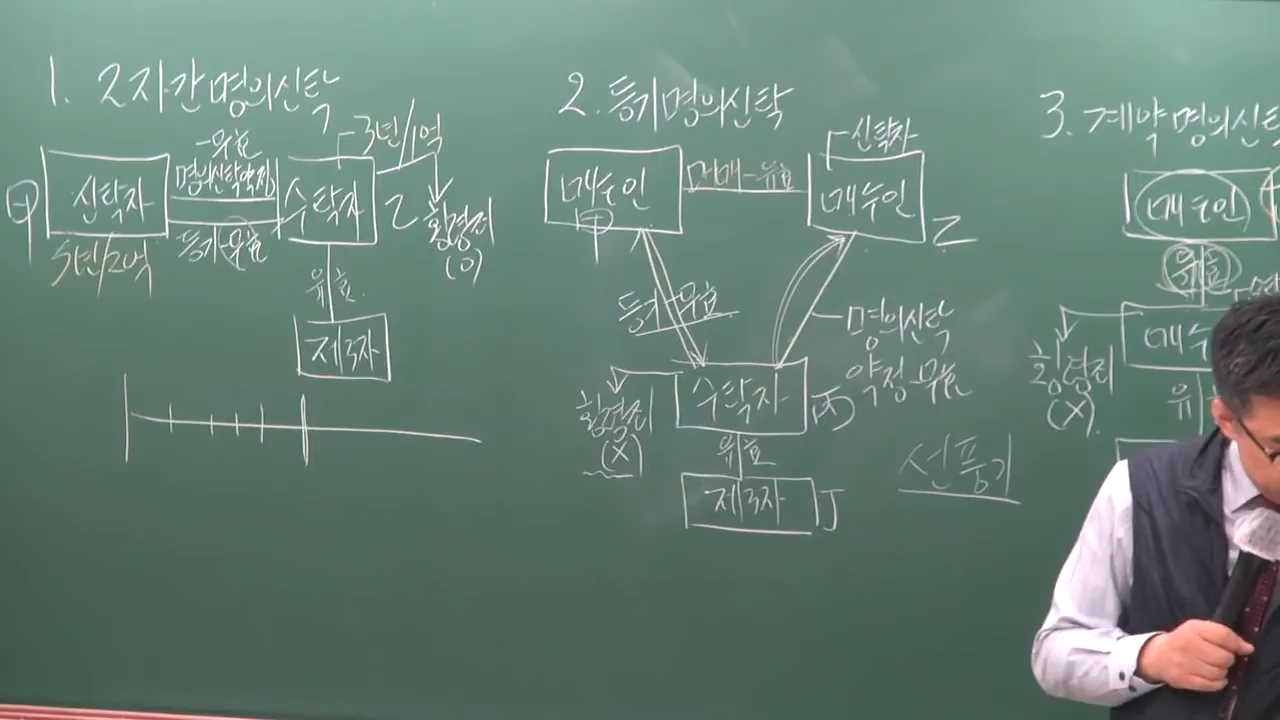 1. 2자간명의신탁
3년/1억
무효
명의신탁약정
신탁자
수탁자
乙
횡령죄
(O)
5년/2억
등기-무효
유효
제3자
2. 등기명의신탁
신탁자
매도인
매매-유효
매수인
乙
등기-무효
명의신탁
약정-무효
횡령죄
(X)
수탁자
(丙)
유효
제3자
丁
선풍기
3. 계약명의신탁
매도인
유효
횡령죄
(X)
매수
유